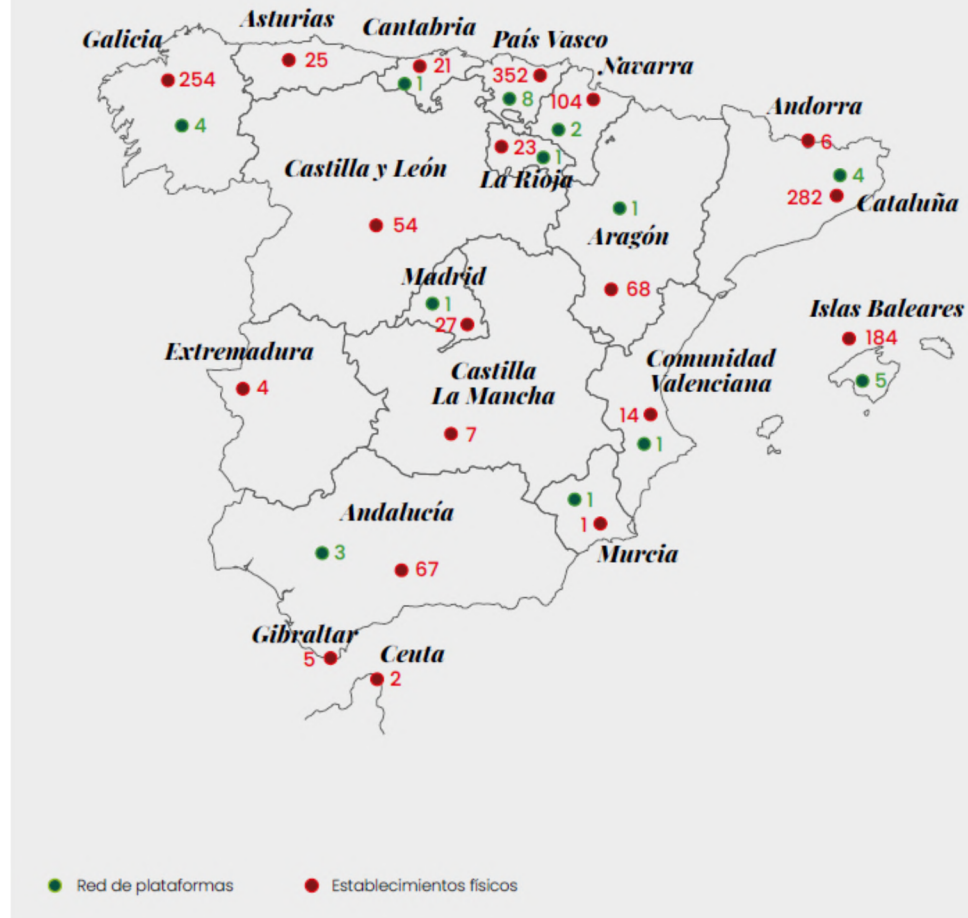 Asturias
Cantabria
Galicia
País Vasco
25
21
Navarra
254
352
1
8
104
Andorra
4
2
6
23
1
4
Castilla y León
La Rioja
282
Cataluña
54
1
Aragón
Madrid
68
1
27
Islas Baleares
184
Extremadura
Comunidad
Valenciana
5
4
Castilla
La Mancha
14
7
1
Andalucía
1
1
3
Murcia
67
Gibraltar
5
Ceuta
2
Red de plataformas
Establecimientos físicos